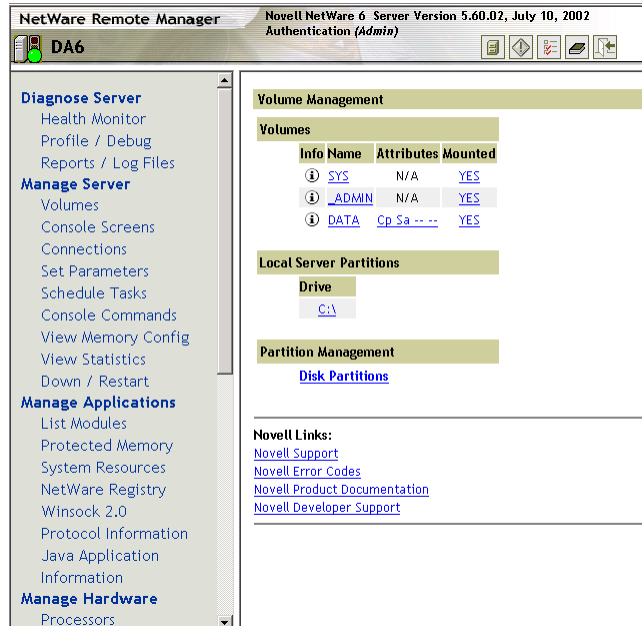 NetWare Remote Manager
Novell NetWare 6 Server Version 5.60.02, July 10, 2002
Authentication (Admin)
DA6
Diagnose Server
Health Monitor
Profile / Debug
Reports / Log Files
Manage Server
Volumes
Console Screens
Connections
Set Parameters
Schedule Tasks
Console Commands
View Memory Config
View Statistics
Down / Restart
Manage Applications
List Modules
Protected Memory
System Resources
NetWare Registry
Winsock 2.0
Protocol Information
Java Application
Information
Manage Hardware
Processors
Volume Management
Volumes
Info Name Attributes Mounted
SYS N/A YES
_ADMIN N/A YES
DATA Cp Sa -- -- YES
Local Server Partitions
Drive
C:\
Partition Management
Disk Partitions
Novell Links:
Novell Support
Novell Error Codes
Novell Product Documentation
Novell Developer Support